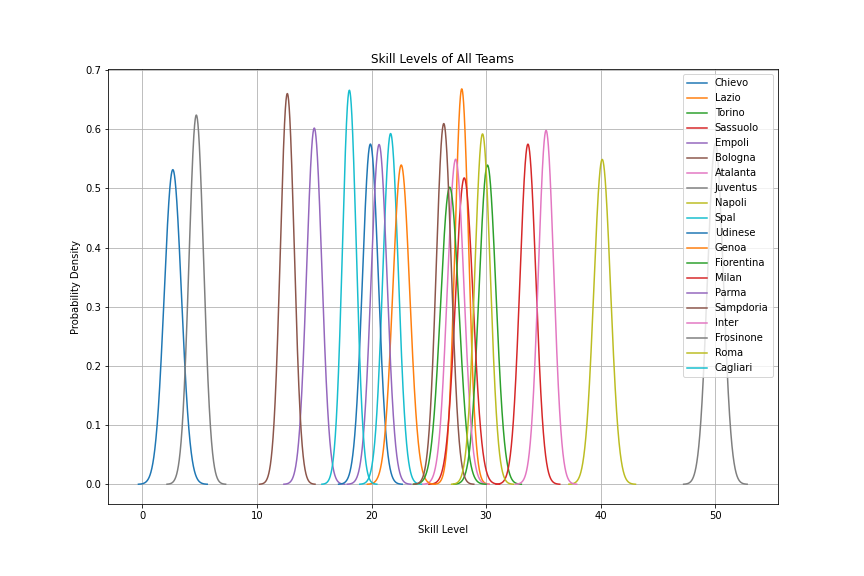 Skill Levels of All Teams
0.7
0.6
0.5
0.4
0.3
0.2
0.1
0.0
Probability Density
0 10 20 30 40 50
Skill Level
Chievo
Lazio
Torino
Sassuolo
Empoli
Bologna
Atalanta
Juventus
Napoli
Spal
Udinese
Genoa
Fiorentina
Milan
Parma
Sampdoria
Inter
Frosinone
Roma
Cagliari